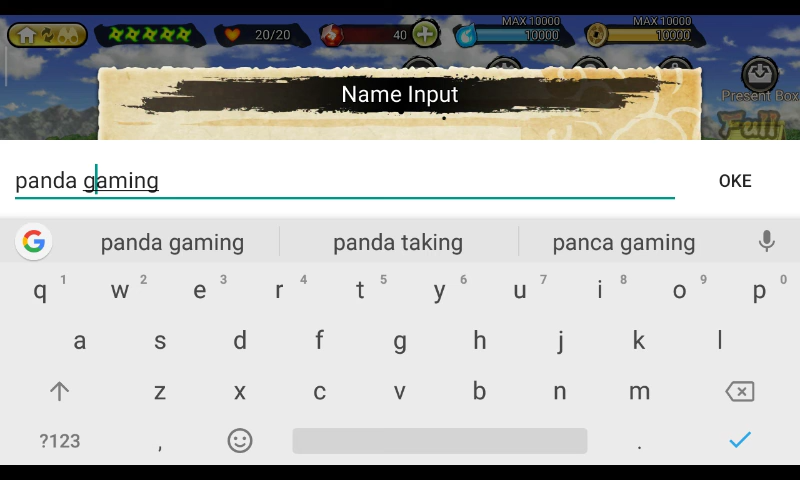 20/20
40
MAX 10000
10000
MAX 10000
10000
Name Input
Present Box
Full
panda gaming
OKE
G panda gaming panda taking panca gaming
q 1 w 2 e 3 r 4 t 5 y 6 u 7 i 8 o 9 p 0
a s d f g h j k l
z x c v b n m
?123 , .